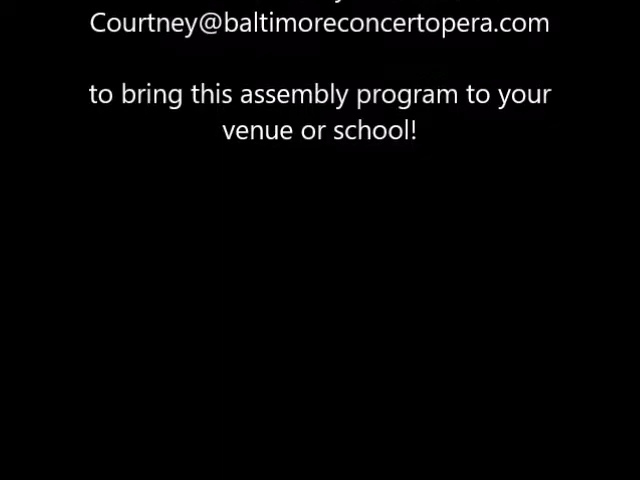 Courtney@baltimoreconcertopera.com
to bring this assembly program to your
venue or school!